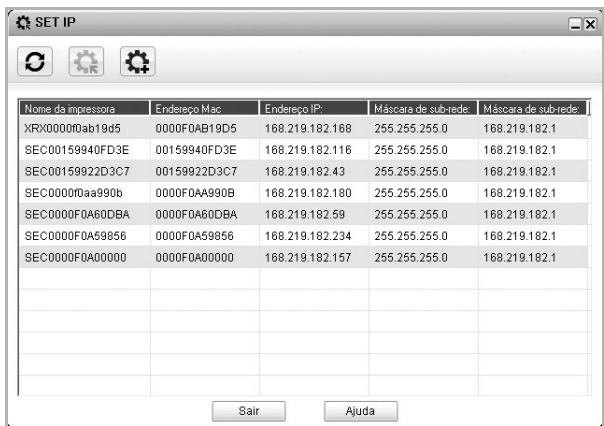 SET IP
Nome da impressora Endereço Mac Endereço IP: Máscara de sub-rede: Máscara de sub-rede:
XRX0000f0ab19d5 0000F0AB19D5 168.219.182.168 255.255.255.0 168.219.182.1
SEC00159940FD3E 00159940FD3E 168.219.182.116 255.255.255.0 168.219.182.1
SEC00159922D3C7 00159922D3C7 168.219.182.43 255.255.255.0 168.219.182.1
SEC0000f0aa990b 0000F0AA990B 168.219.182.180 255.255.255.0 168.219.182.1
SEC0000F0A60DBA 0000F0A60DBA 168.219.182.59 255.255.255.0 168.219.182.1
SEC0000F0A59856 0000F0A59856 168.219.182.234 255.255.255.0 168.219.182.1
SEC0000F0A00000 0000F0A00000 168.219.182.157 255.255.255.0 168.219.182.1
Sair Ajuda